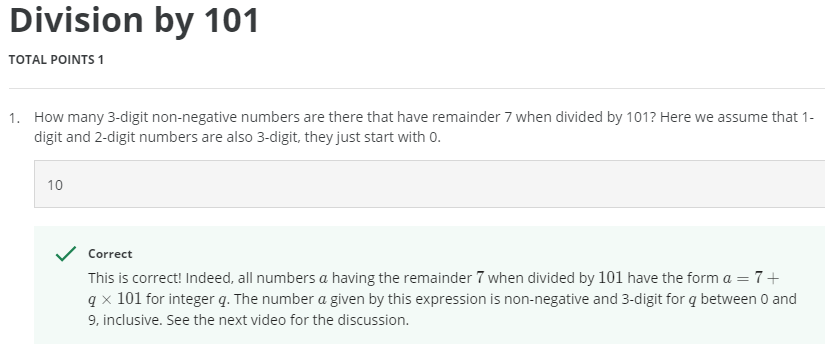 Division by 101
TOTAL POINTS 1
1. How many 3-digit non-negative numbers are there that have remainder 7 when divided by 101? Here we assume that 1-
digit and 2-digit numbers are also 3-digit, they just start with 0.
10
Correct
This is correct! Indeed, all numbers a having the remainder 7 when divided by 101 have the form a = 7 +
q × 101 for integer q. The number a given by this expression is non-negative and 3-digit for q between 0 and
9, inclusive. See the next video for the discussion.